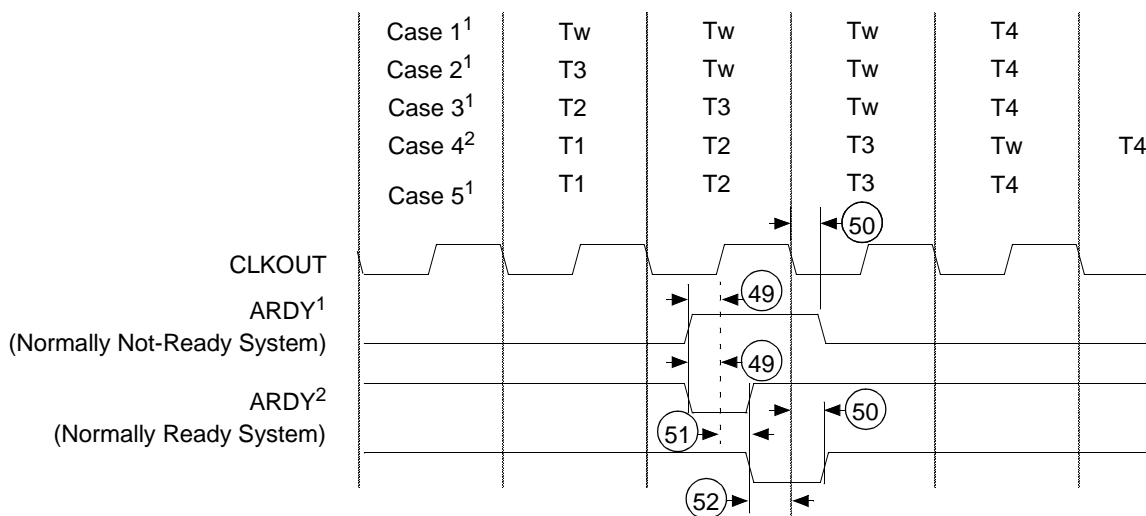 Case 1¹ Tw Tw Tw T4
Case 2¹ T3 Tw Tw T4
Case 3¹ T2 T3 Tw T4
Case 4² T1 T2 T3 Tw T4
Case 5¹ T1 T2 T3 T4
50
CLKOUT
49
ARDY¹
(Normally Not-Ready System)
49
ARDY²
50
(Normally Ready System)
51
52